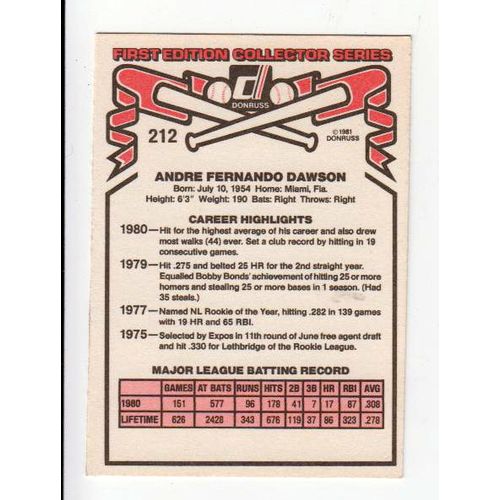 FIRST EDITION COLLECTOR SERIES
DONRUSS
212
©1981
DONRUSS
ANDRE FERNANDO DAWSON
Born: July 10, 1954 Home: Miami, Fla.
Height: 6'3" Weight: 190 Bats: Right Throws: Right
CAREER HIGHLIGHTS
1980—Hit for the highest average of his career and also drew
most walks (44) ever. Set a club record by hitting in 19
consecutive games.
1979—Hit .275 and belted 25 HR for the 2nd straight year.
Equalled Bobby Bonds' achievement of hitting 25 or more
homers and stealing 25 or more bases in 1 season. (Had
35 steals.)
1977—Named NL Rookie of the Year, hitting .282 in 139 games
with 19 HR and 65 RBI.
1975—Selected by Expos in 11th round of June free agent draft
and hit .330 for Lethbridge of the Rookie League.
MAJOR LEAGUE BATTING RECORD
GAMES AT BATS RUNS HITS 2B 3B HR RBI AVG
1980 151 577 96 178 41 7 17 87 .308
LIFETIME 626 2428 343 676 119 37 86 323 .278